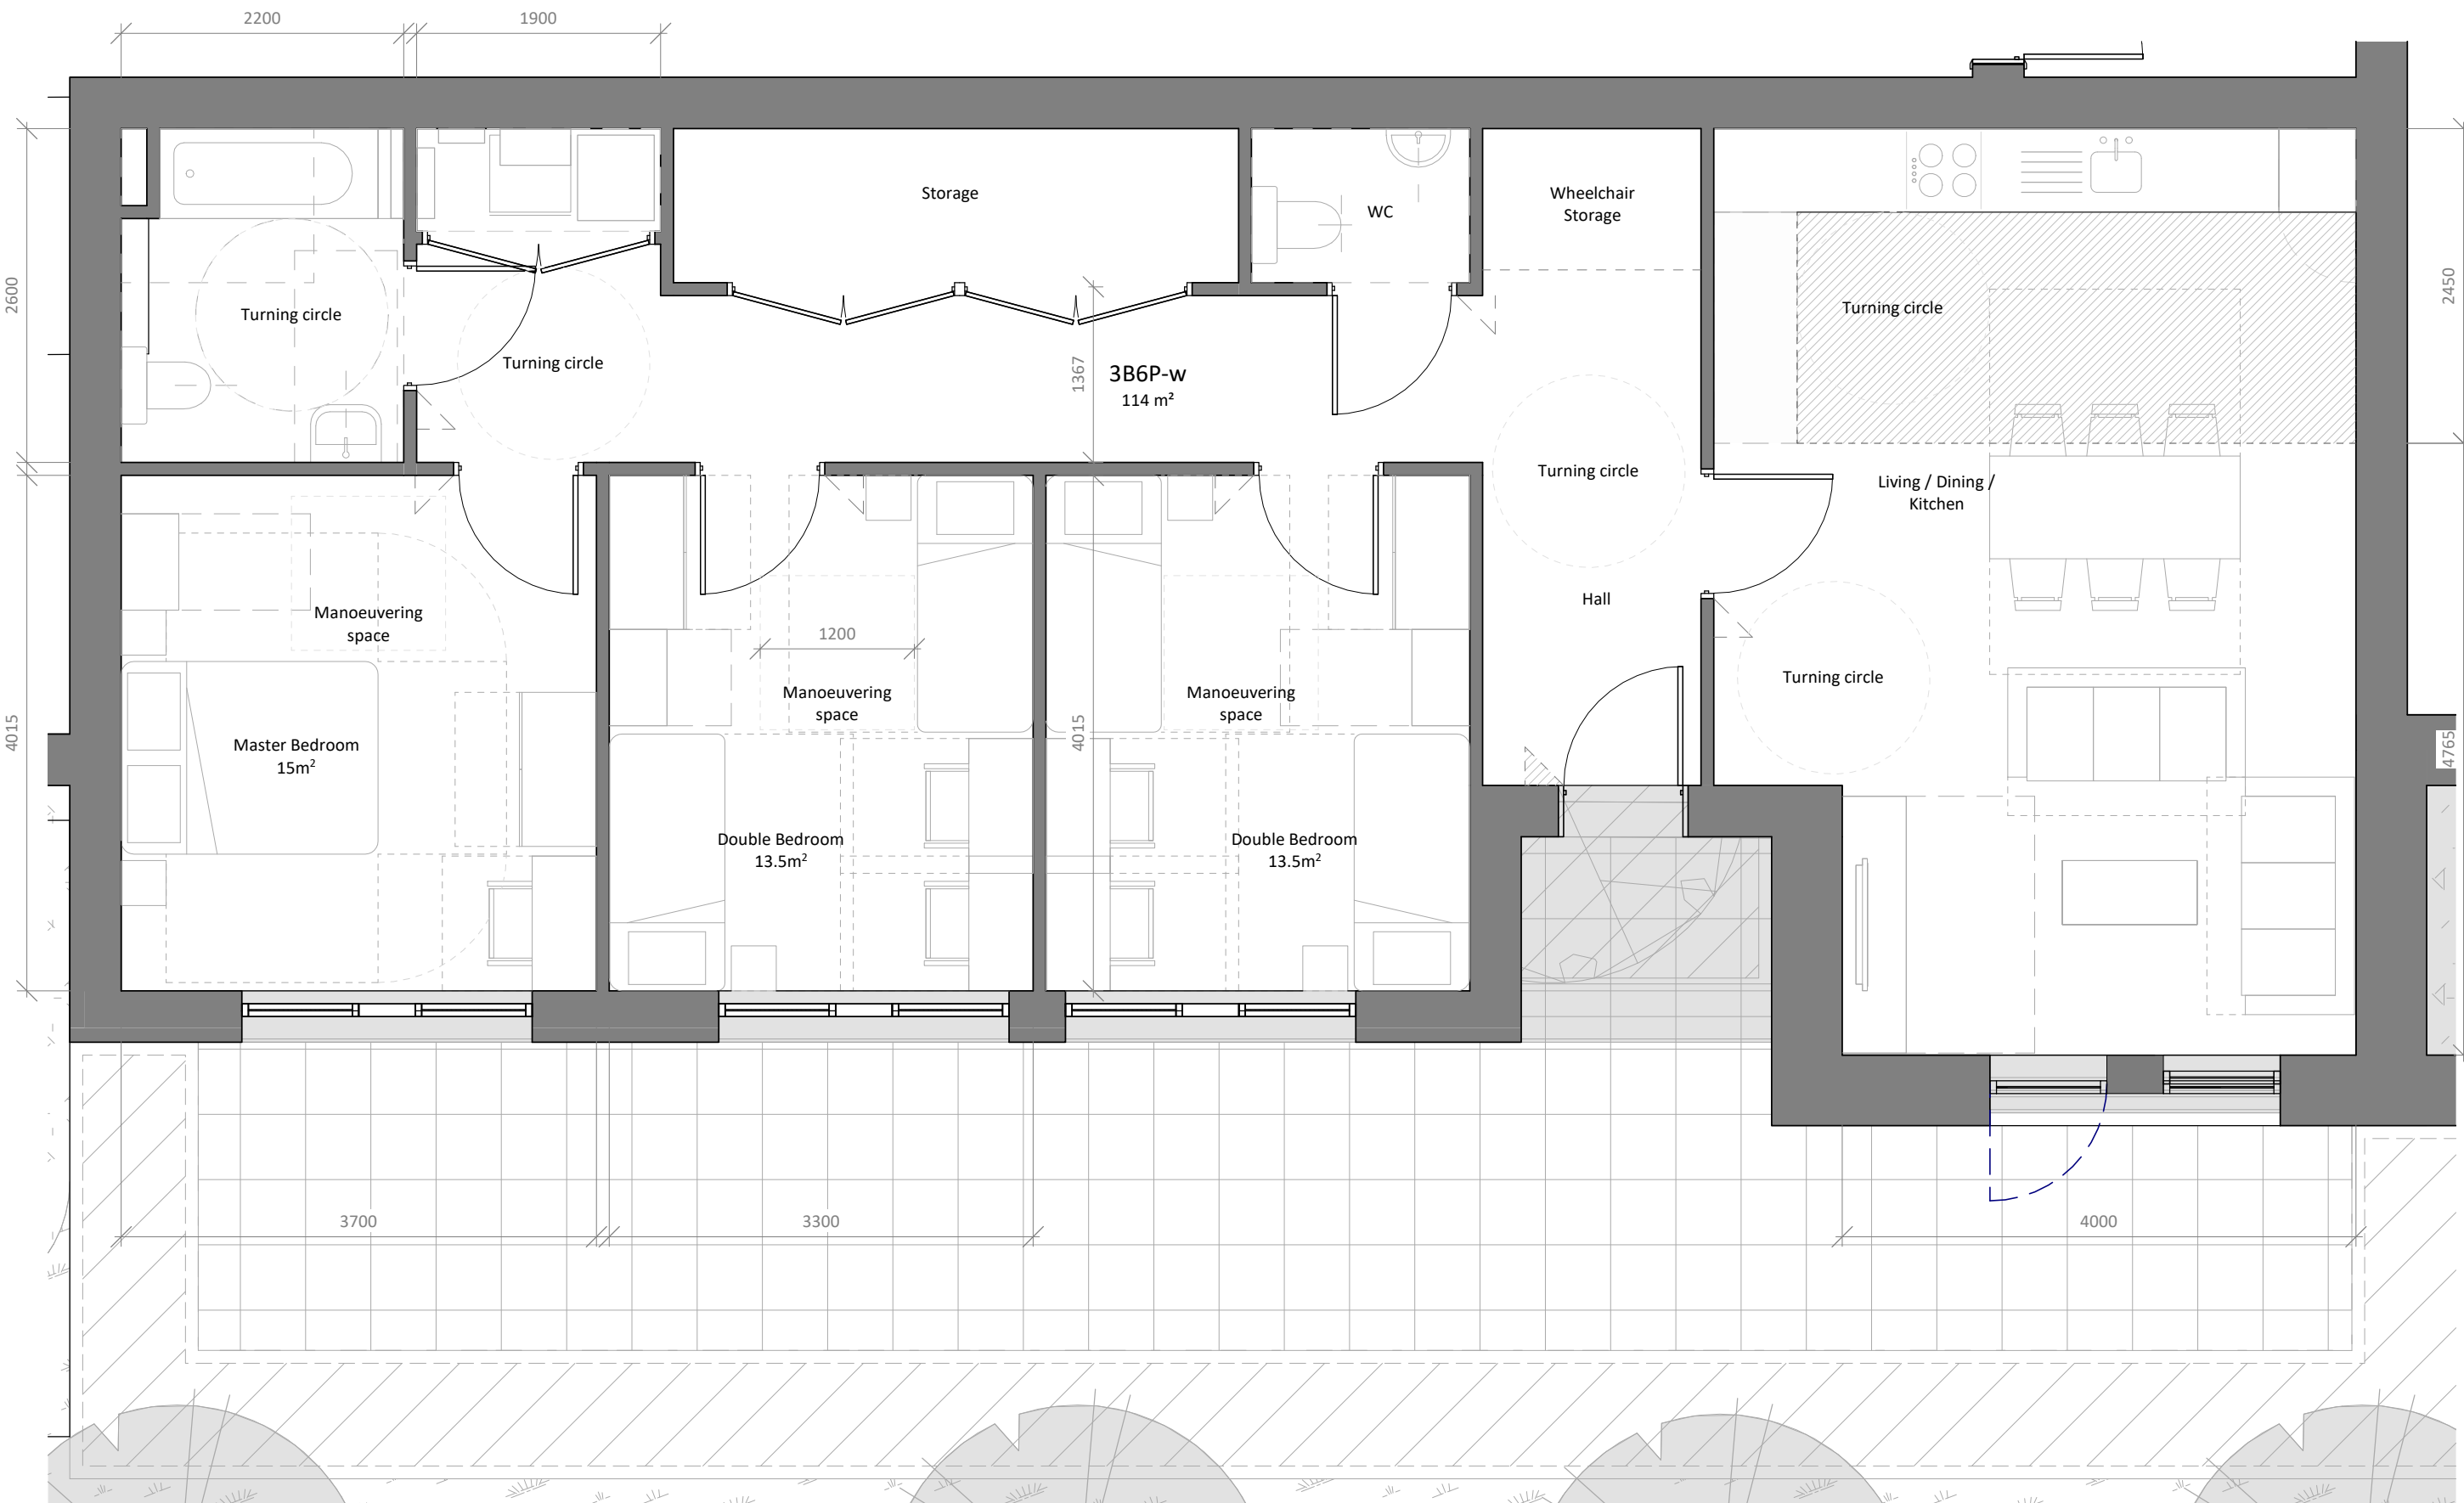 2200
1900
Storage
WC
Wheelchair
Storage
2600
2450
Turning circle
Turning circle
Turning circle
1367
3B6P-w
114 m²
Turning circle
Living / Dining /
Kitchen
Hall
Manoeuvering
space
1200
Manoeuvering
space
Manoeuvering
space
Turning circle
4015
Master Bedroom
15m²
4015
4765
Double Bedroom
13.5m²
Double Bedroom
13.5m²
3700
3300
4000